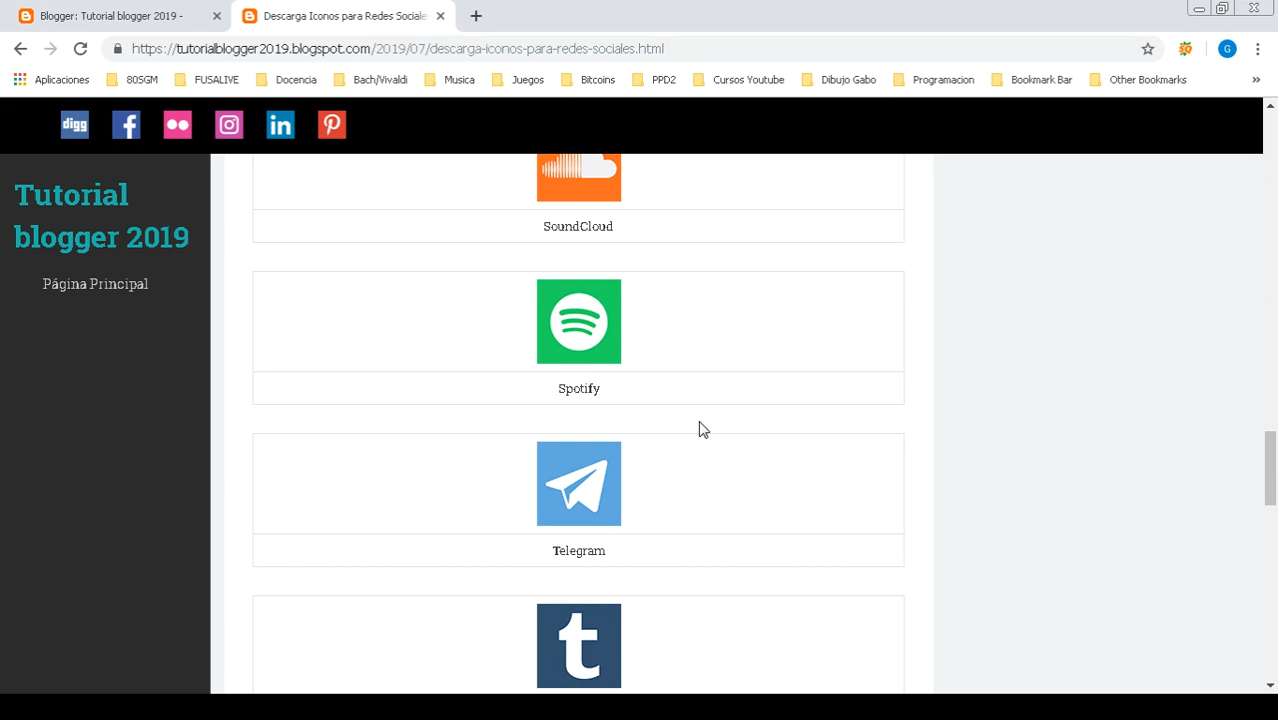 Blogger: Tutorial blogger 2019 -
Descarga Iconos para Redes Sociale
https://tutorialblogger2019.blogspot.com/2019/07/descarga-iconos-para-redes-sociales.html
G
Aplicaciones
80SGM
FUSALIVE
Docencia
Bach/Vivaldi
Musica
Juegos
Bitcoins
PPD2
Cursos Youtube
Dibujo Gabo
Programacion
Bookmark Bar
Other Bookmarks
digg
Tutorial
blogger 2019
Página Principal
SoundCloud
Spotify
Telegram